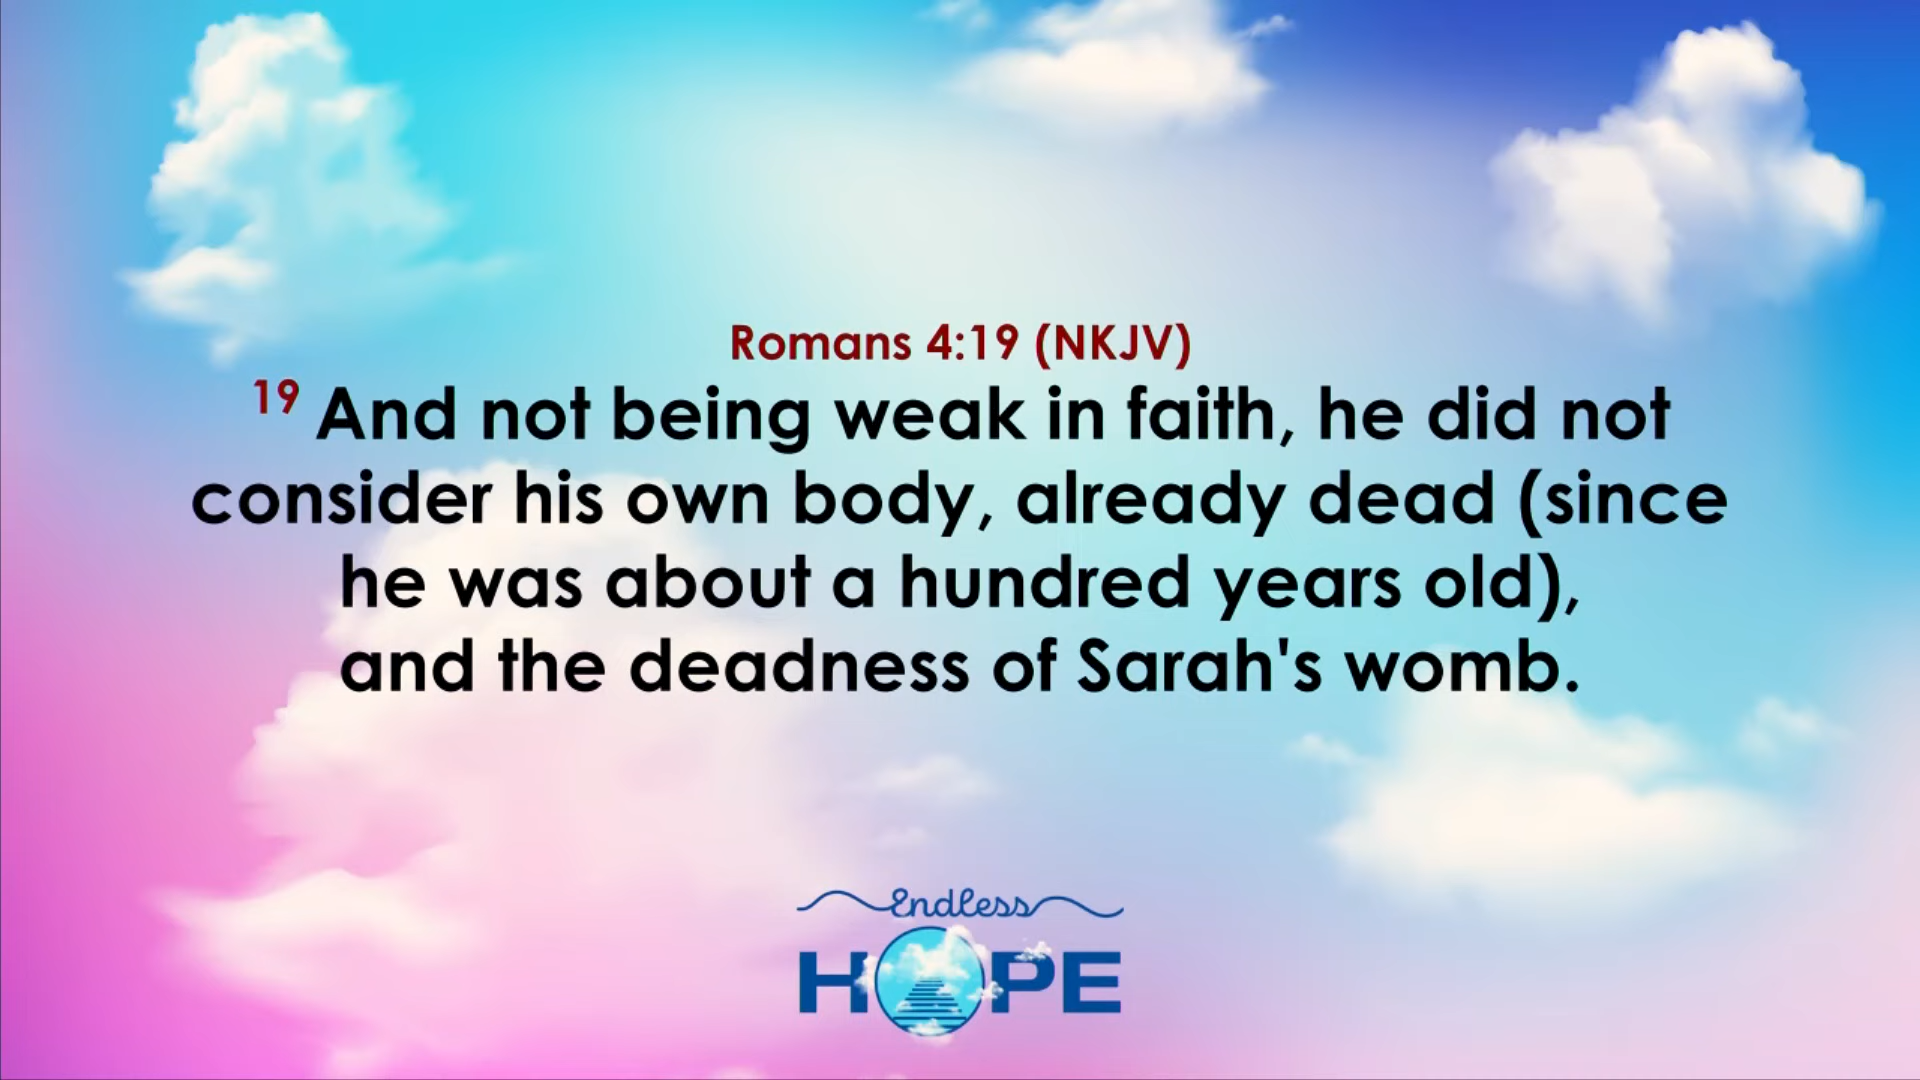 Romans 4:19 (NKJV)
19 And not being weak in faith, he did not
consider his own body, already dead (since
he was about a hundred years old),
and the deadness of Sarah's womb.
Endless
HOPE